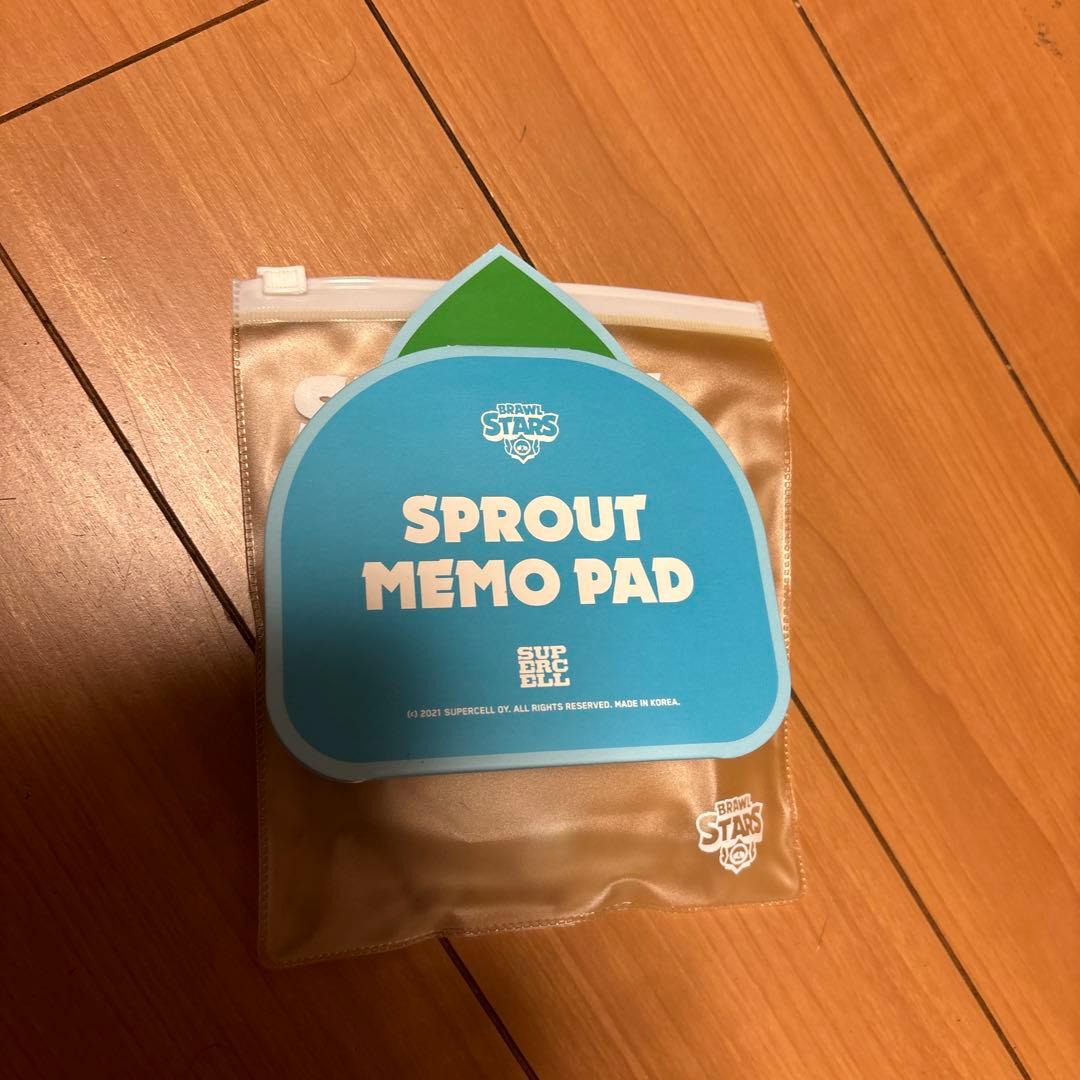 BRAWL
STARS
SPROUT
MEMO PAD
SUP
ERC
ELL
(c) 2021 SUPERCELL OY. ALL RIGHTS RESERVED. MADE IN KOREA.
BRAWL
STARS